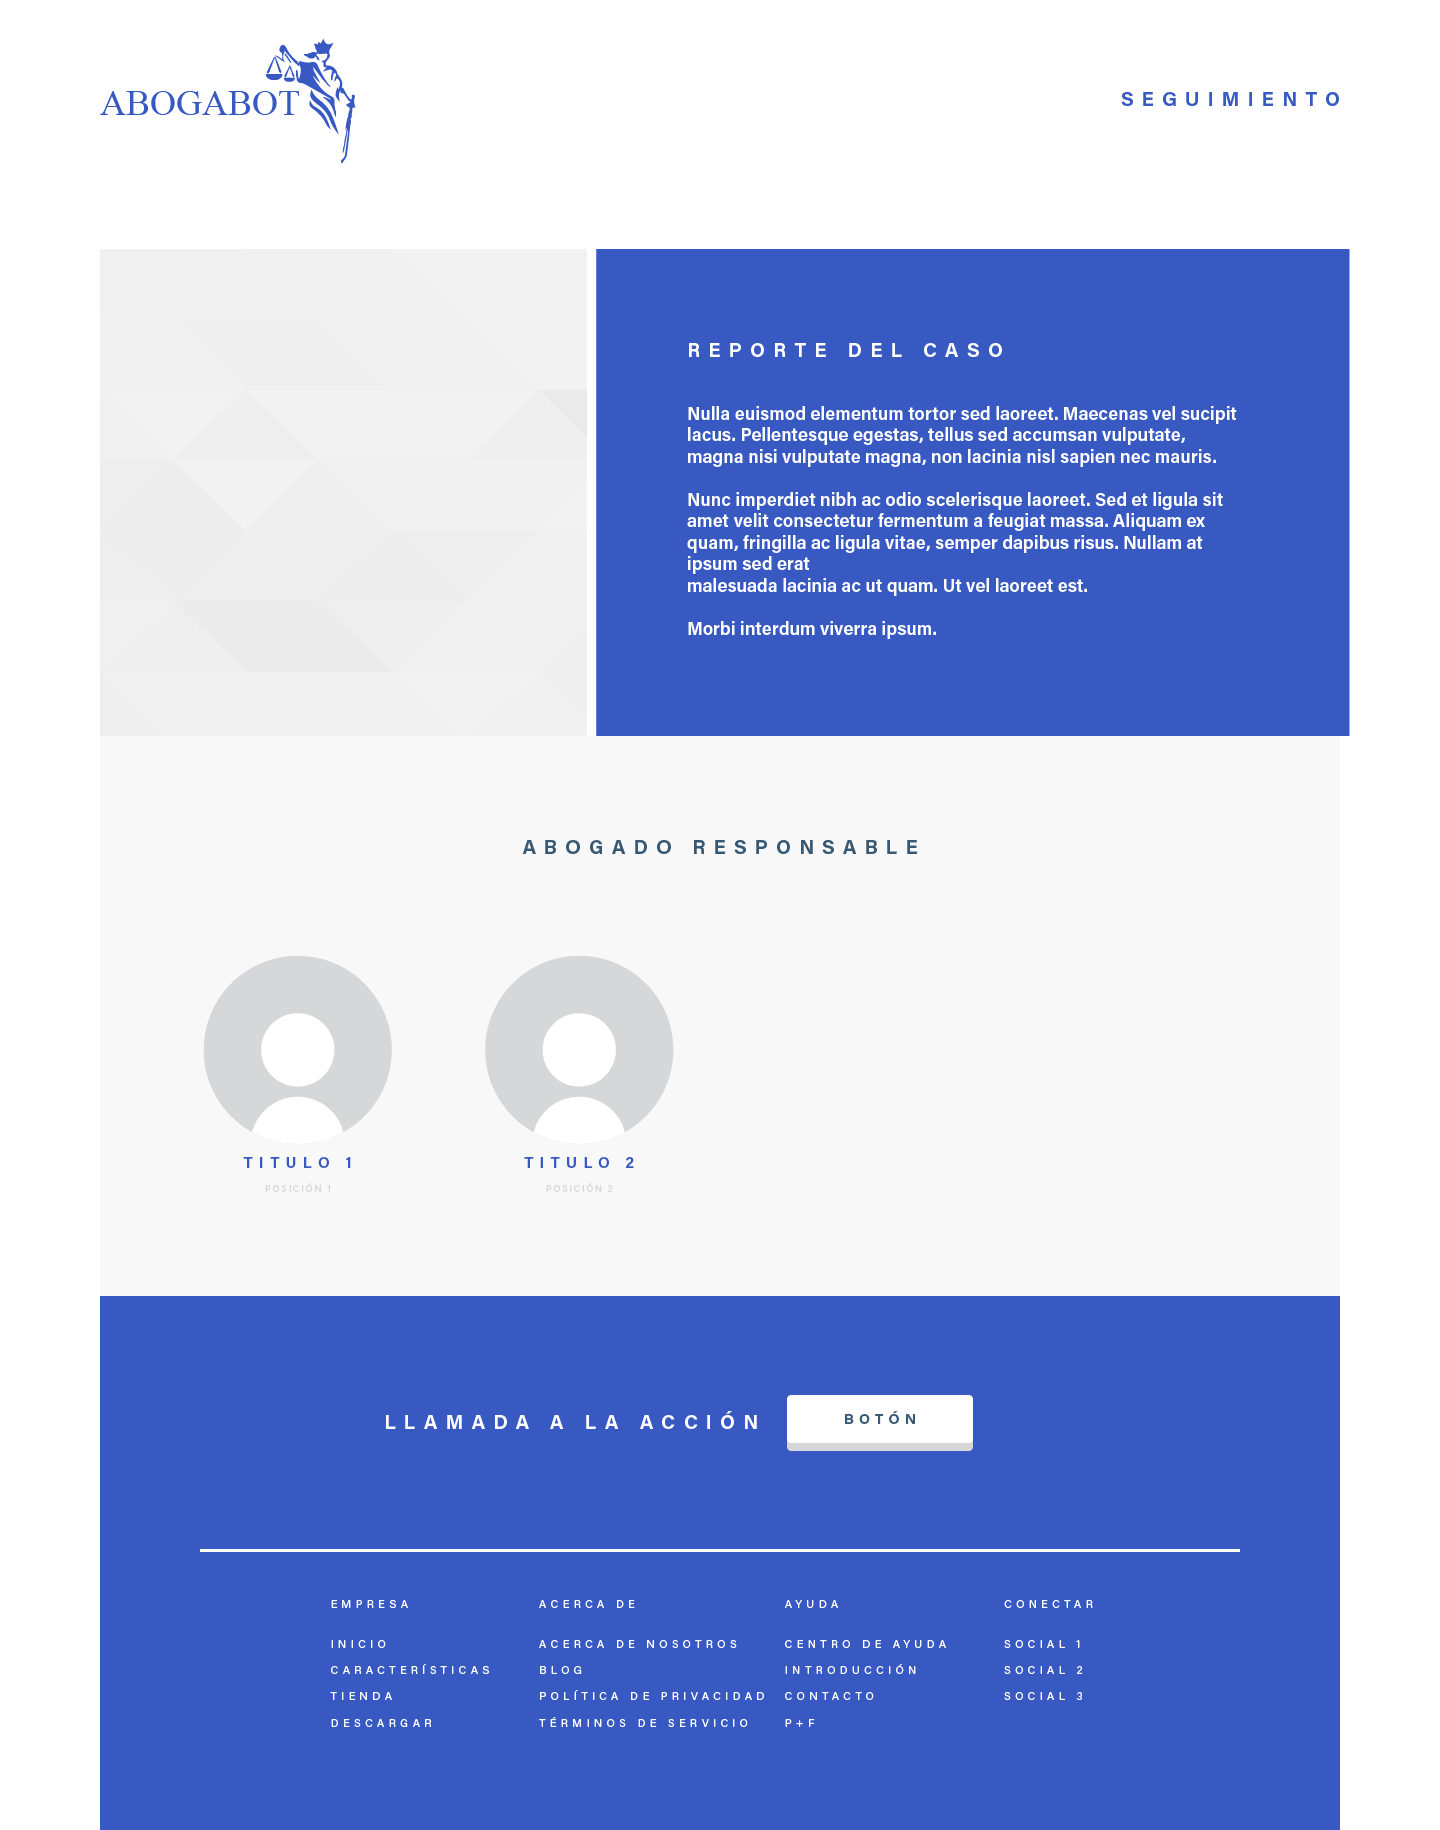 ABOGABOT
SEGUIMIENTO
REPORTE DEL CASO
Nulla euismod elementum tortor sed laoreet. Maecenas vel sucipit
lacus. Pellentesque egestas, tellus sed accumsan vulputate,
magna nisi vulputate magna, non lacinia nisl sapien nec mauris.
Nunc imperdiet nibh ac odio scelerisque laoreet. Sed et ligula sit
amet velit consectetur fermentum a feugiat massa. Aliquam ex
quam, fringilla ac ligula vitae, semper dapibus risus. Nullam at
ipsum sed erat
malesuada lacinia ac ut quam. Ut vel laoreet est.
Morbi interdum viverra ipsum.
ABOGADO RESPONSABLE
TITULO 1
POSICIÓN 1
TITULO 2
POSICIÓN 2
LLAMADA A LA ACCIÓN
BOTÓN
EMPRESA
INICIO
CARACTERÍSTICAS
TIENDA
DESCARGAR
ACERCA DE
ACERCA DE NOSOTROS
BLOG
POLÍTICA DE PRIVACIDAD
TÉRMINOS DE SERVICIO
AYUDA
CENTRO DE AYUDA
INTRODUCCIÓN
CONTACTO
P+F
CONECTAR
SOCIAL 1
SOCIAL 2
SOCIAL 3